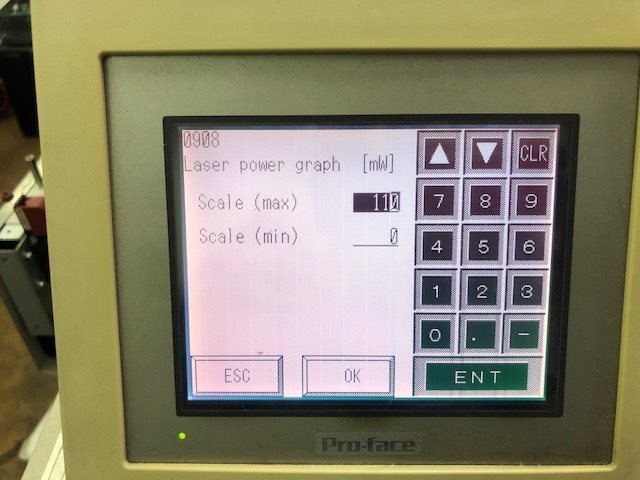 0908
Laser power graph [mW]
Scale (max) 110
Scale (min) 0
ESC OK
CLR
7 8 9
4 5 6
1 2 3
0 . -
ENT
Pro-face